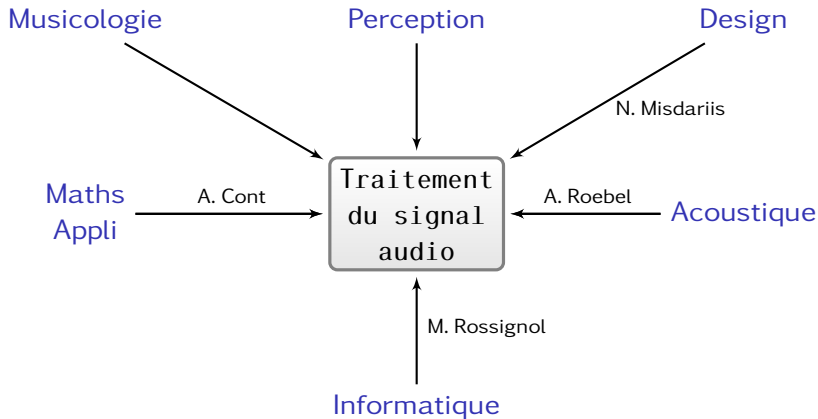 Musicologie
Perception
Design
N. Misdariis
Maths
Appli
A. Cont
Traitement
du signal
audio
A. Roebel
Acoustique
M. Rossignol
Informatique